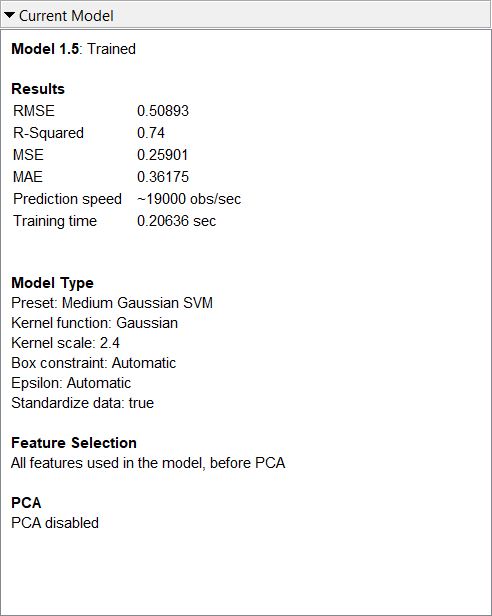 Current Model
Model 1.5: Trained
Results
RMSE 0.50893
R-Squared 0.74
MSE 0.25901
MAE 0.36175
Prediction speed ~19000 obs/sec
Training time 0.20636 sec
Model Type
Preset: Medium Gaussian SVM
Kernel function: Gaussian
Kernel scale: 2.4
Box constraint: Automatic
Epsilon: Automatic
Standardize data: true
Feature Selection
All features used in the model, before PCA
PCA
PCA disabled